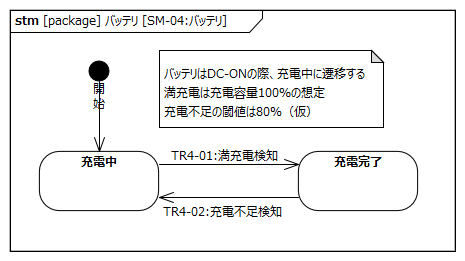 stm [package] バッテリ [SM-04:バッテリ]
バッテリはDC-ONの際、充電中に遷移する
満充電は充電容量100%の想定
充電不足の閾値は80%（仮）
開始
充電中
TR4-01:満充電検知
充電完了
TR4-02:充電不足検知